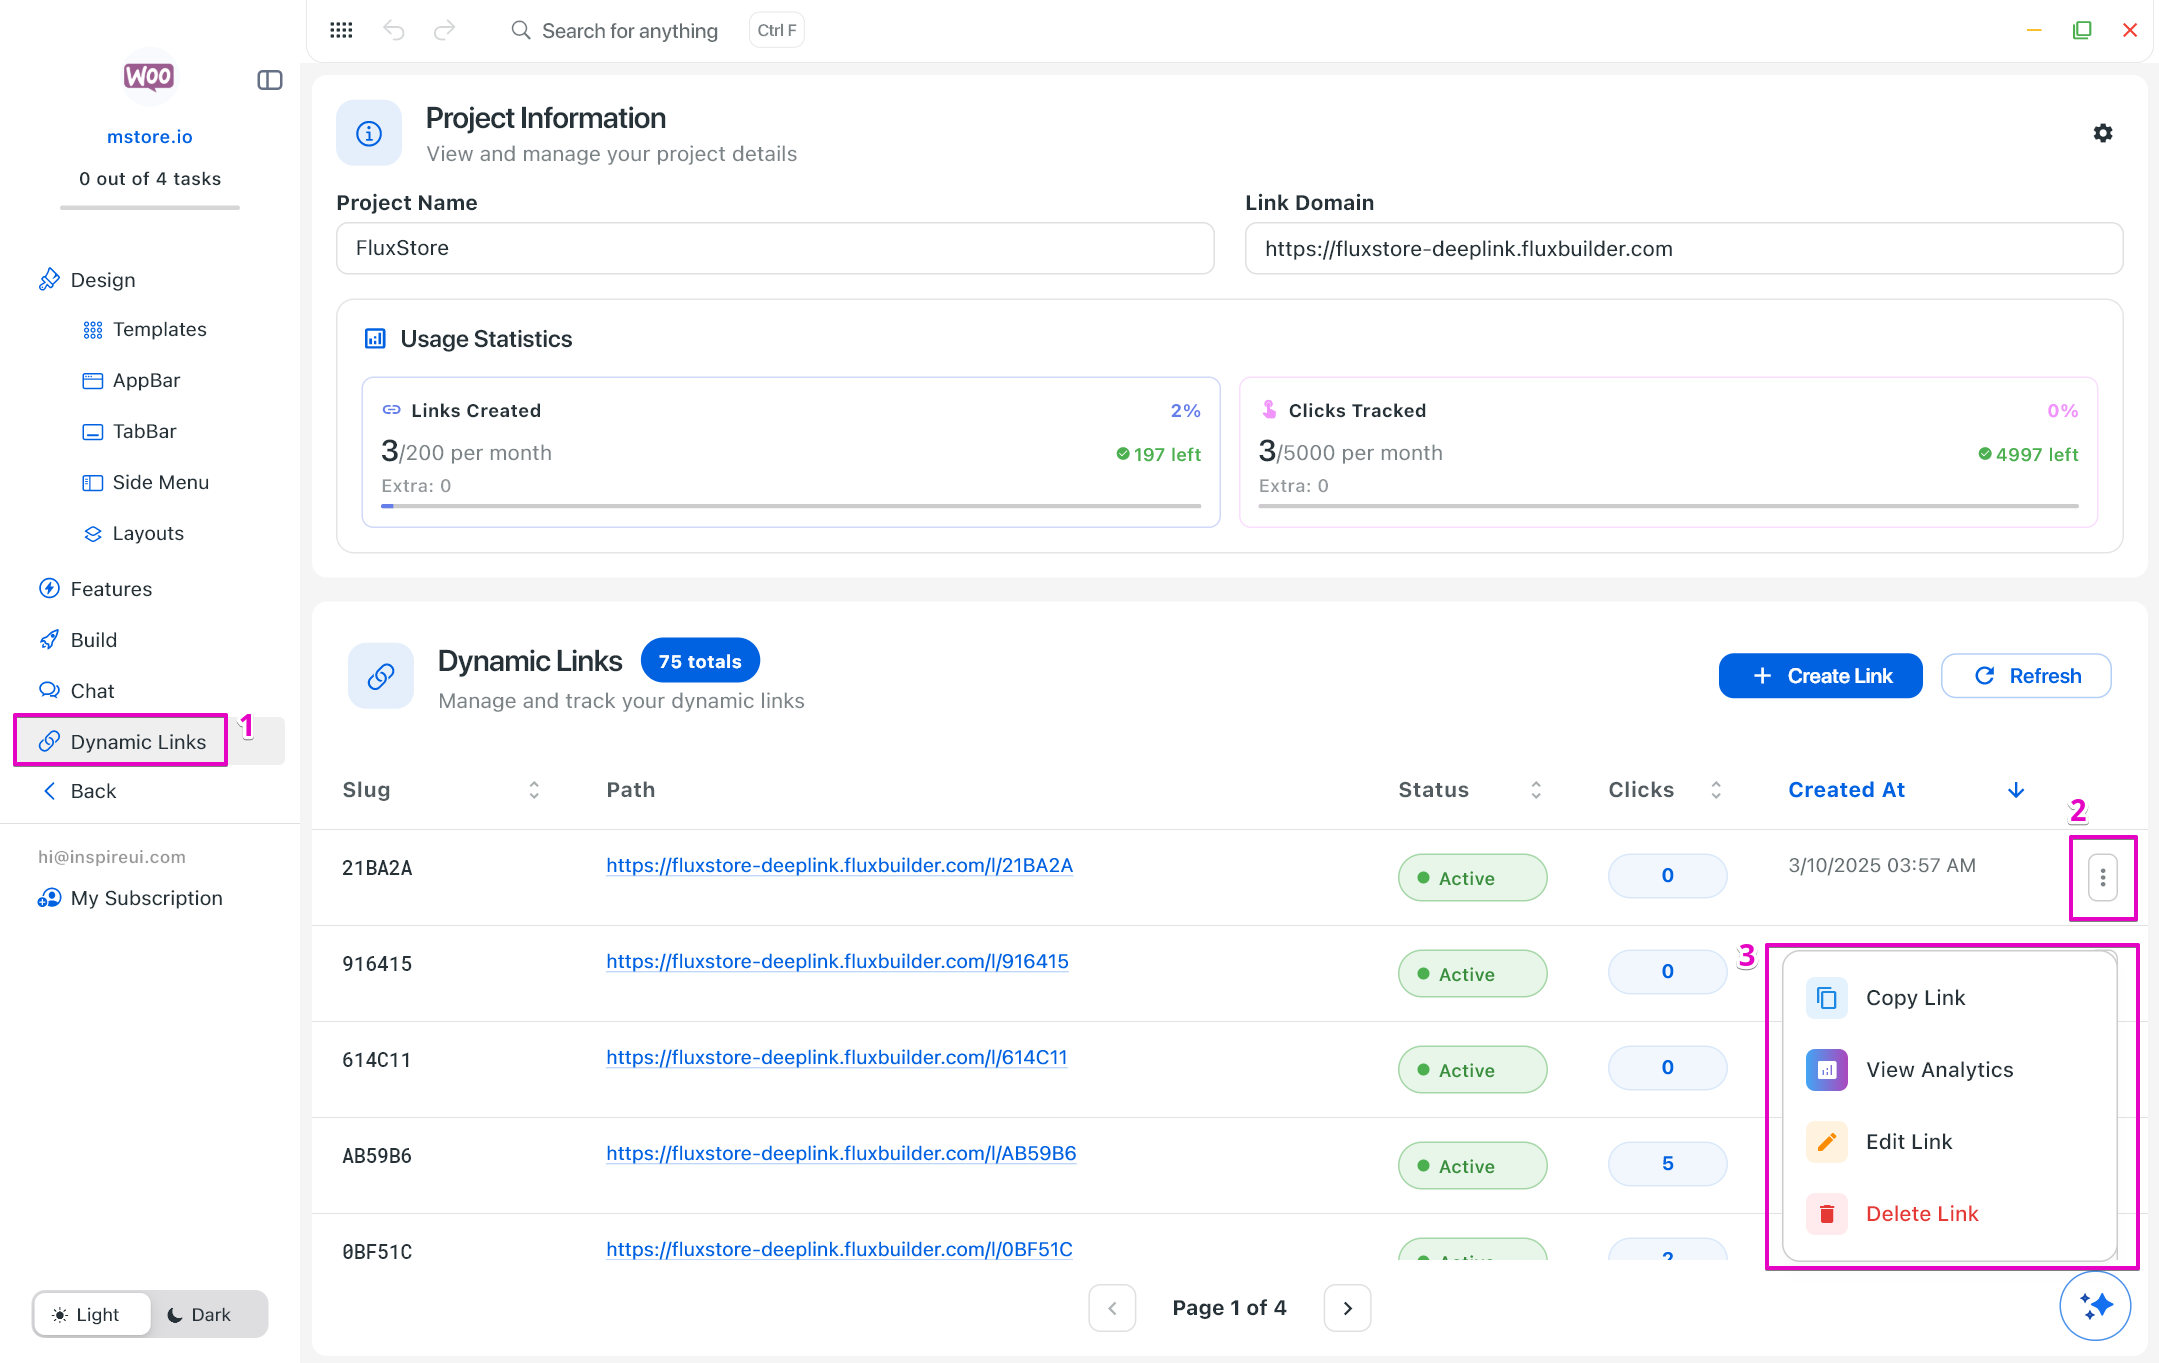 Search for anything
Ctrl F
WOO
mstore.io
0 out of 4 tasks
Design
Templates
AppBar
TabBar
Side Menu
Layouts
Features
Build
Chat
Dynamic Links
1
Back
hi@inspireui.com
My Subscription
Light
Dark
Project Information
View and manage your project details
Project Name
Link Domain
FluxStore
https://fluxstore-deeplink.fluxbuilder.com
Usage Statistics
Links Created
2%
3/200 per month
197 left
Extra: 0
Clicks Tracked
0%
3/5000 per month
4997 left
Extra: 0
Dynamic Links
75 totals
Manage and track your dynamic links
Create Link
Refresh
Slug
Path
Status
Clicks
Created At
2
21BA2A
https://fluxstore-deeplink.fluxbuilder.com/l/21BA2A
Active
0
3/10/2025 03:57 AM
916415
https://fluxstore-deeplink.fluxbuilder.com/l/916415
Active
0
3
614C11
https://fluxstore-deeplink.fluxbuilder.com/l/614C11
Active
0
AB59B6
https://fluxstore-deeplink.fluxbuilder.com/l/AB59B6
Active
5
0BF51C
https://fluxstore-deeplink.fluxbuilder.com/l/0BF51C
Active
2
Copy Link
View Analytics
Edit Link
Delete Link
Page 1 of 4